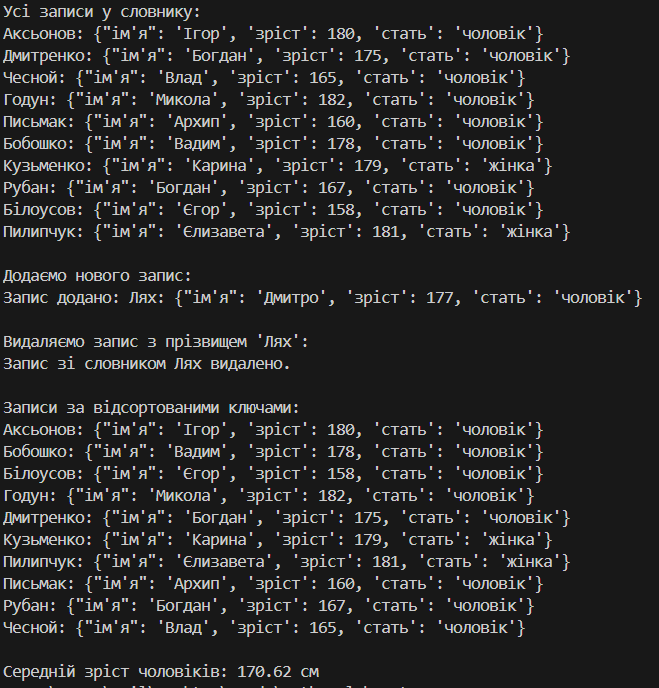 Усі записи у словнику:
Аксьонов: {"ім'я": 'Ігор', 'зріст': 180, 'стать': 'чоловік'}
Дмитренко: {"ім'я": 'Богдан', 'зріст': 175, 'стать': 'чоловік'}
Чесной: {"ім'я": 'Влад', 'зріст': 165, 'стать': 'чоловік'}
Годун: {"ім'я": 'Микола', 'зріст': 182, 'стать': 'чоловік'}
Письмак: {"ім'я": 'Архип', 'зріст': 160, 'стать': 'чоловік'}
Бобошко: {"ім'я": 'Вадим', 'зріст': 178, 'стать': 'чоловік'}
Кузьменко: {"ім'я": 'Карина', 'зріст': 179, 'стать': 'жінка'}
Рубан: {"ім'я": 'Богдан', 'зріст': 167, 'стать': 'чоловік'}
Білоусов: {"ім'я": 'Єгор', 'зріст': 158, 'стать': 'чоловік'}
Пилипчук: {"ім'я": 'Єлизавета', 'зріст': 181, 'стать': 'жінка'}
Додаємо нового запис:
Запис додано: Лях: {"ім'я": 'Дмитро', 'зріст': 177, 'стать': 'чоловік'}
Видаляємо запис з прізвищем 'Лях':
Запис зі словником Лях видалено.
Записи за відсортованими ключами:
Аксьонов: {"ім'я": 'Ігор', 'зріст': 180, 'стать': 'чоловік'}
Бобошко: {"ім'я": 'Вадим', 'зріст': 178, 'стать': 'чоловік'}
Білоусов: {"ім'я": 'Єгор', 'зріст': 158, 'стать': 'чоловік'}
Годун: {"ім'я": 'Микола', 'зріст': 182, 'стать': 'чоловік'}
Дмитренко: {"ім'я": 'Богдан', 'зріст': 175, 'стать': 'чоловік'}
Кузьменко: {"ім'я": 'Карина', 'зріст': 179, 'стать': 'жінка'}
Пилипчук: {"ім'я": 'Єлизавета', 'зріст': 181, 'стать': 'жінка'}
Письмак: {"ім'я": 'Архип', 'зріст': 160, 'стать': 'чоловік'}
Рубан: {"ім'я": 'Богдан', 'зріст': 167, 'стать': 'чоловік'}
Чесной: {"ім'я": 'Влад', 'зріст': 165, 'стать': 'чоловік'}
Середній зріст чоловіків: 170.62 см